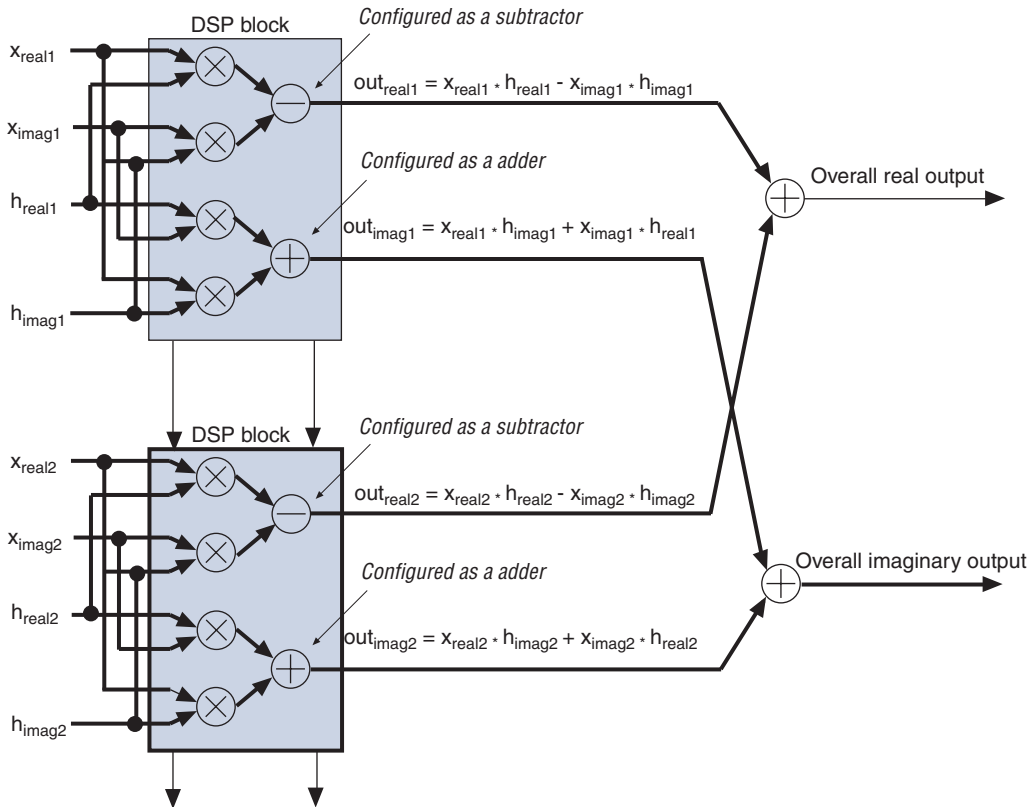 DSP block
Configured as a subtractor
x_real1
out_real1 = x_real1 * h_real1 - x_imag1 * h_imag1
x_imag1
Configured as a adder
Overall real output
h_real1
out_imag1 = x_real1 * h_imag1 + x_imag1 * h_real1
h_imag1
DSP block
Configured as a subtractor
x_real2
out_real2 = x_real2 * h_real2 - x_imag2 * h_imag2
x_imag2
Configured as a adder
Overall imaginary output
h_real2
out_imag2 = x_real2 * h_imag2 + x_imag2 * h_real2
h_imag2